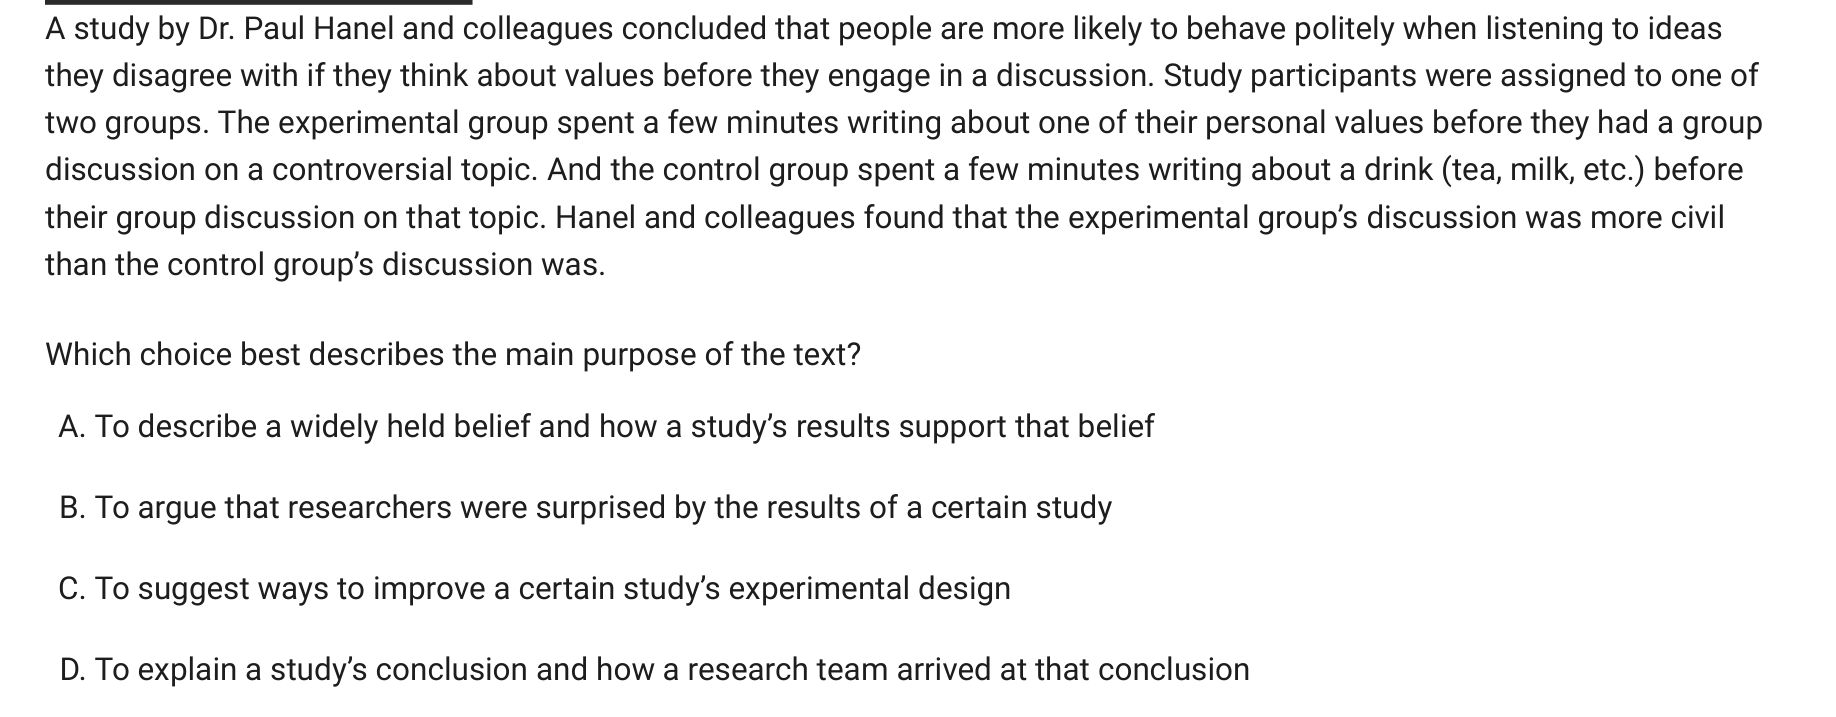 A study by Dr. Paul Hanel and colleagues concluded that people are more likely to behave politely when listening to ideas
they disagree with if they think about values before they engage in a discussion. Study participants were assigned to one of
two groups. The experimental group spent a few minutes writing about one of their personal values before they had a group
discussion on a controversial topic. And the control group spent a few minutes writing about a drink (tea, milk, etc.) before
their group discussion on that topic. Hanel and colleagues found that the experimental group’s discussion was more civil
than the control group’s discussion was.
Which choice best describes the main purpose of the text?
A. To describe a widely held belief and how a study’s results support that belief
B. To argue that researchers were surprised by the results of a certain study
C. To suggest ways to improve a certain study’s experimental design
D. To explain a study’s conclusion and how a research team arrived at that conclusion